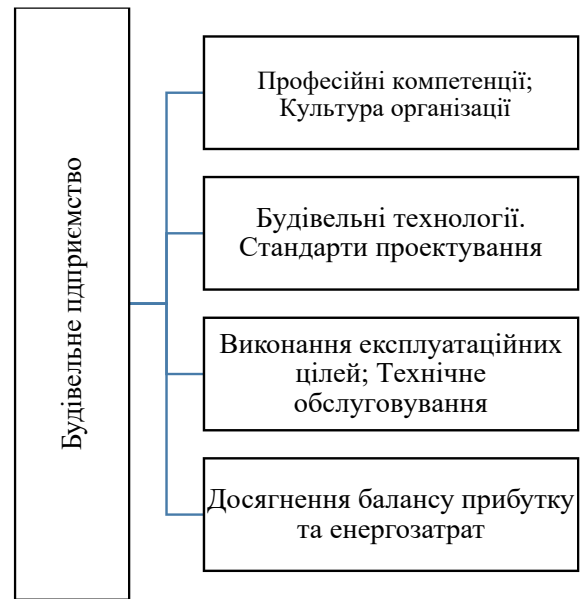 Будівельне пдприємство
Професійні компетенції;
Культура організації
Будівельні технології.
Стандарти проектування
Виконання експлуатаційних
цілей; Технічне
обслуговування
Досягнення балансу прибутку
та енергозатрат